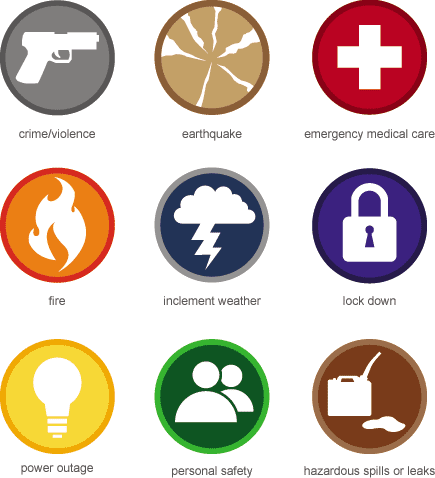 crime/violence
earthquake
emergency medical care
fire
inclement weather
lock down
power outage
personal safety
hazardous spills or leaks